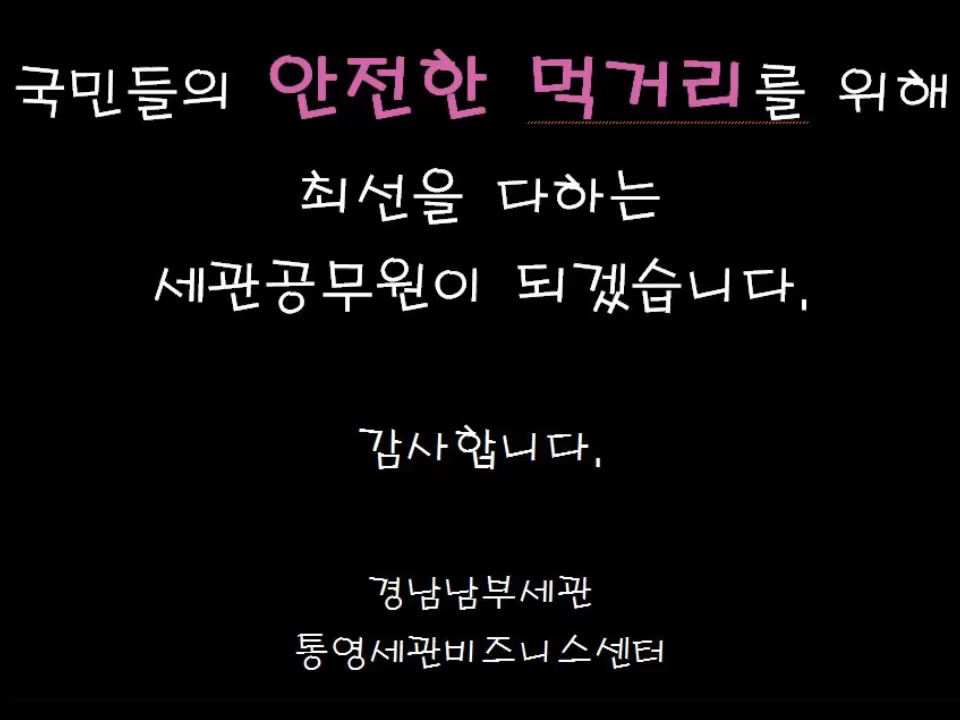 국민들의 안전한 먹거리를 위해
최선을 다하는
세관공무원이 되겠습니다.
감사합니다.
경남남부세관
통영세관비즈니스센터